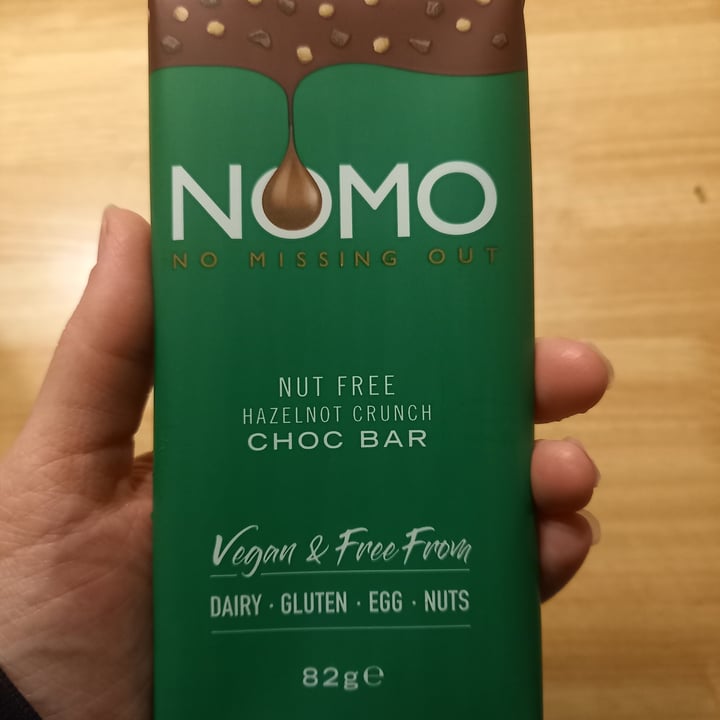 NOMO
NO MISSING OUT
NUT FREE
HAZELNOT CRUNCH
CHOC BAR
Vegan & Free From
DAIRY · GLUTEN · EGG · NUTS
82g℮